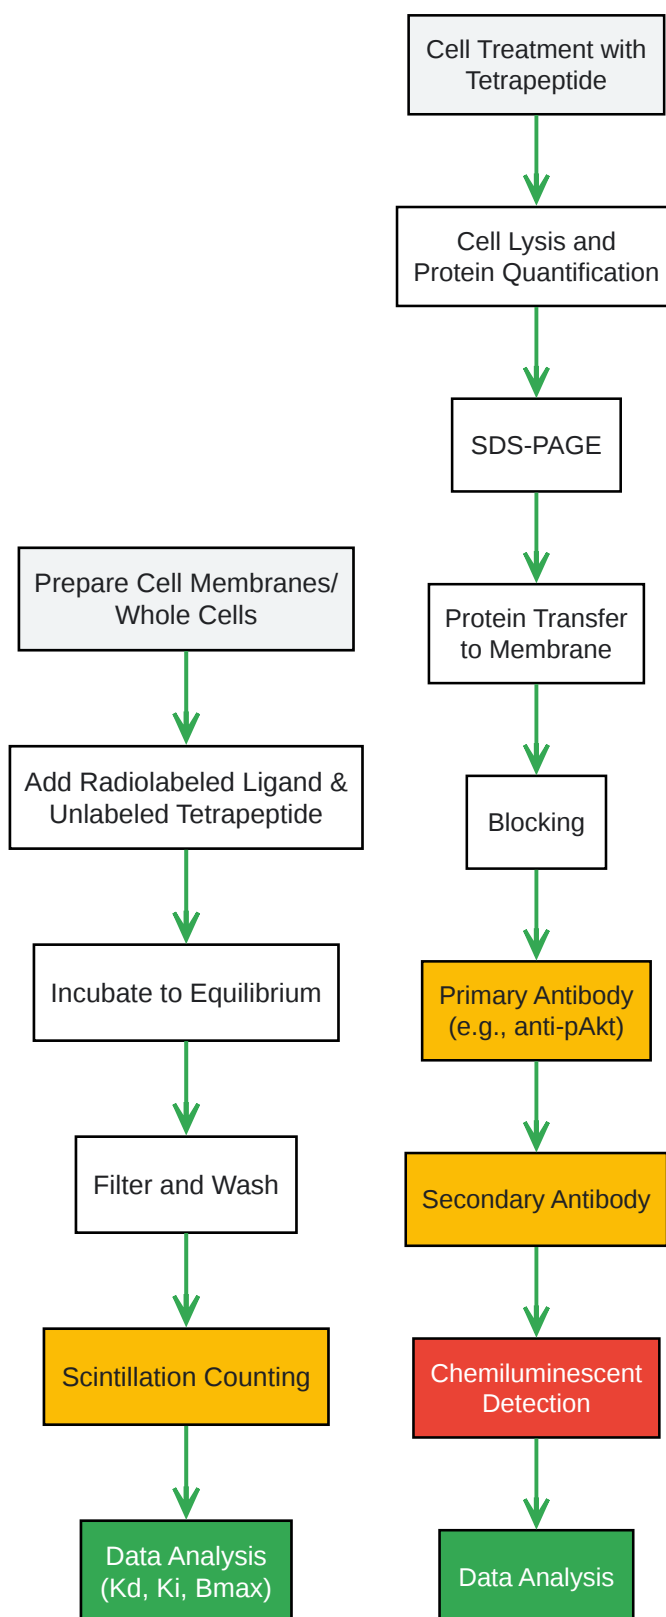 Cell Treatment with
Tetrapeptide
Cell Lysis and
Protein Quantification
SDS-PAGE
Protein Transfer
to Membrane
Blocking
Primary Antibody
(e.g., anti-pAkt)
Secondary Antibody
Chemiluminescent
Detection
Data Analysis
Prepare Cell Membranes/
Whole Cells
Add Radiolabeled Ligand &
Unlabeled Tetrapeptide
Incubate to Equilibrium
Filter and Wash
Scintillation Counting
Data Analysis
(Kd, Ki, Bmax)